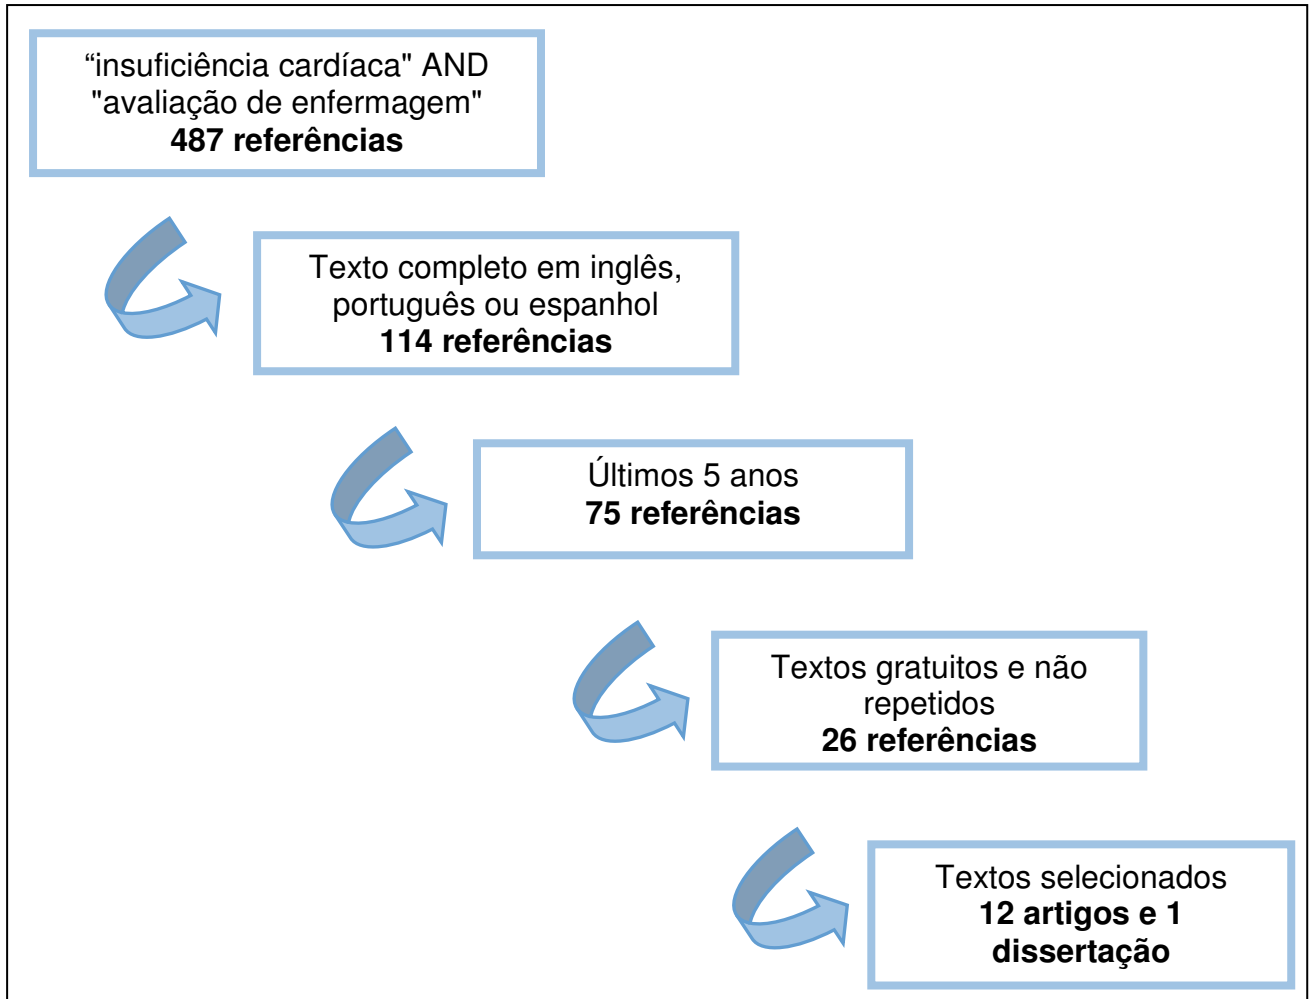 “insuficiência cardíaca" AND
"avaliação de enfermagem"
487 referências
Texto completo em inglês,
português ou espanhol
114 referências
Últimos 5 anos
75 referências
Textos gratuitos e não
repetidos
26 referências
Textos selecionados
12 artigos e 1
dissertação